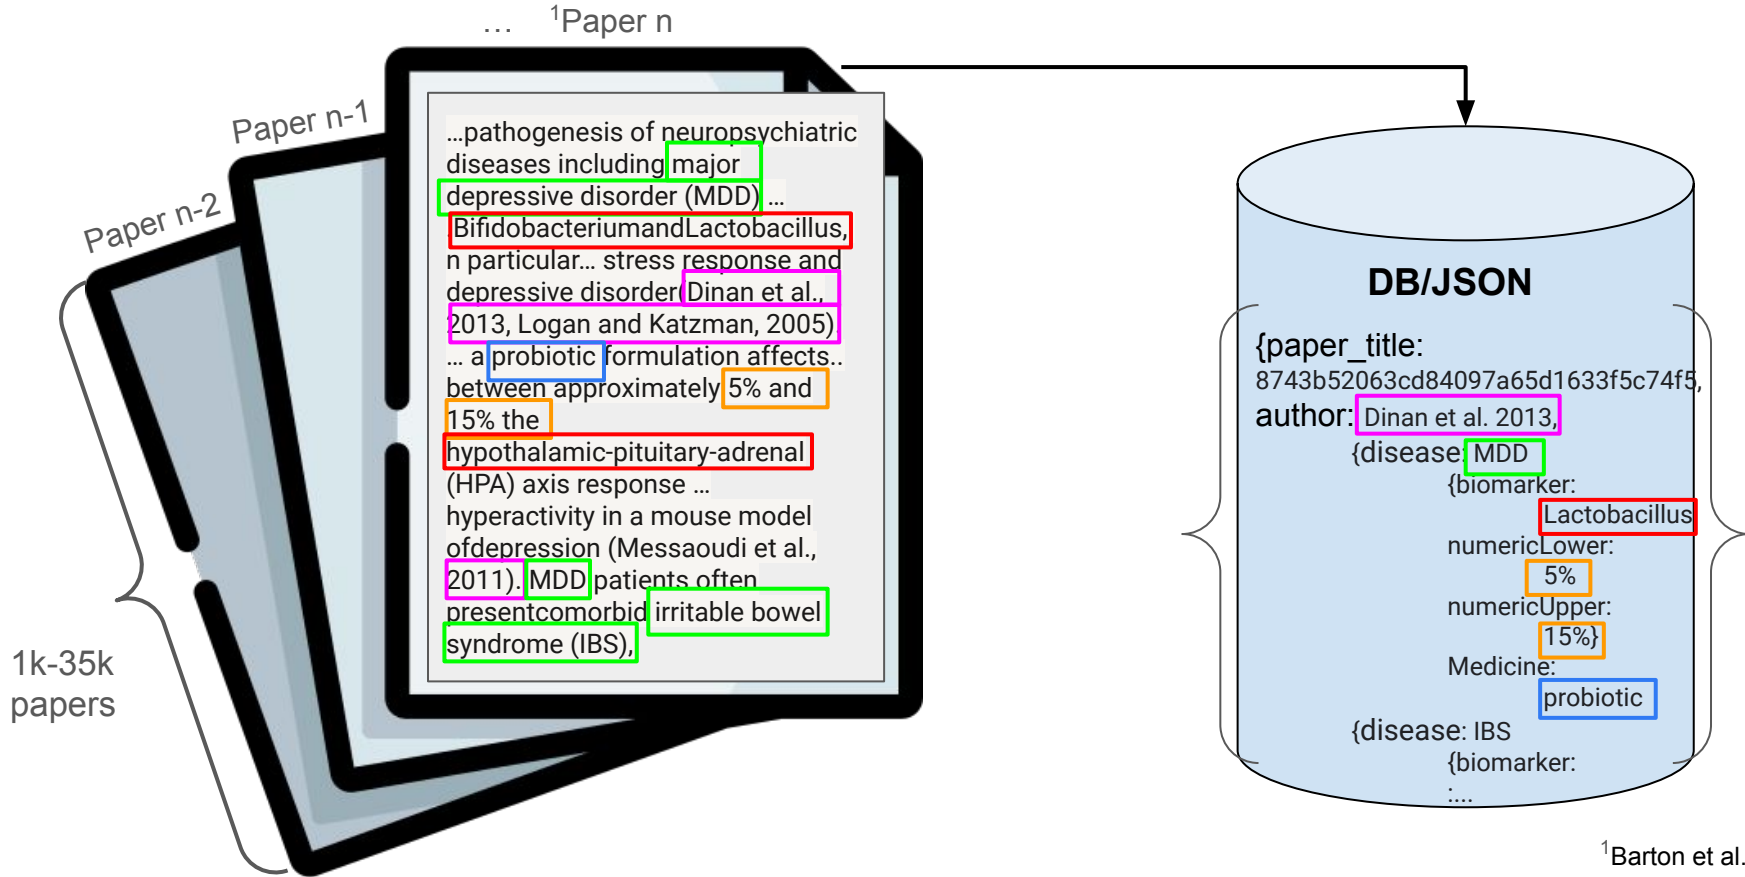 … ¹Paper n
Paper n-1
Paper n-2
1k-35k
papers
…pathogenesis of neuropsychiatric
diseases including major
depressive disorder (MDD) …
BifidobacteriumandLactobacillus,
n particular… stress response and
depressive disorder(Dinan et al.,
2013, Logan and Katzman, 2005).
… a probiotic formulation affects..
between approximately 5% and
15% the
hypothalamic-pituitary-adrenal
(HPA) axis response …
hyperactivity in a mouse model
ofdepression (Messaoudi et al.,
2011). MDD patients often
presentcomorbid irritable bowel
syndrome (IBS),
DB/JSON
{paper_title:
8743b52063cd84097a65d1633f5c74f5,
author: Dinan et al. 2013,
{disease: MDD
{biomarker:
Lactobacillus
numericLower:
5%
numericUpper:
15%}
Medicine:
probiotic
{disease: IBS
{biomarker:
:...
¹Barton et al.